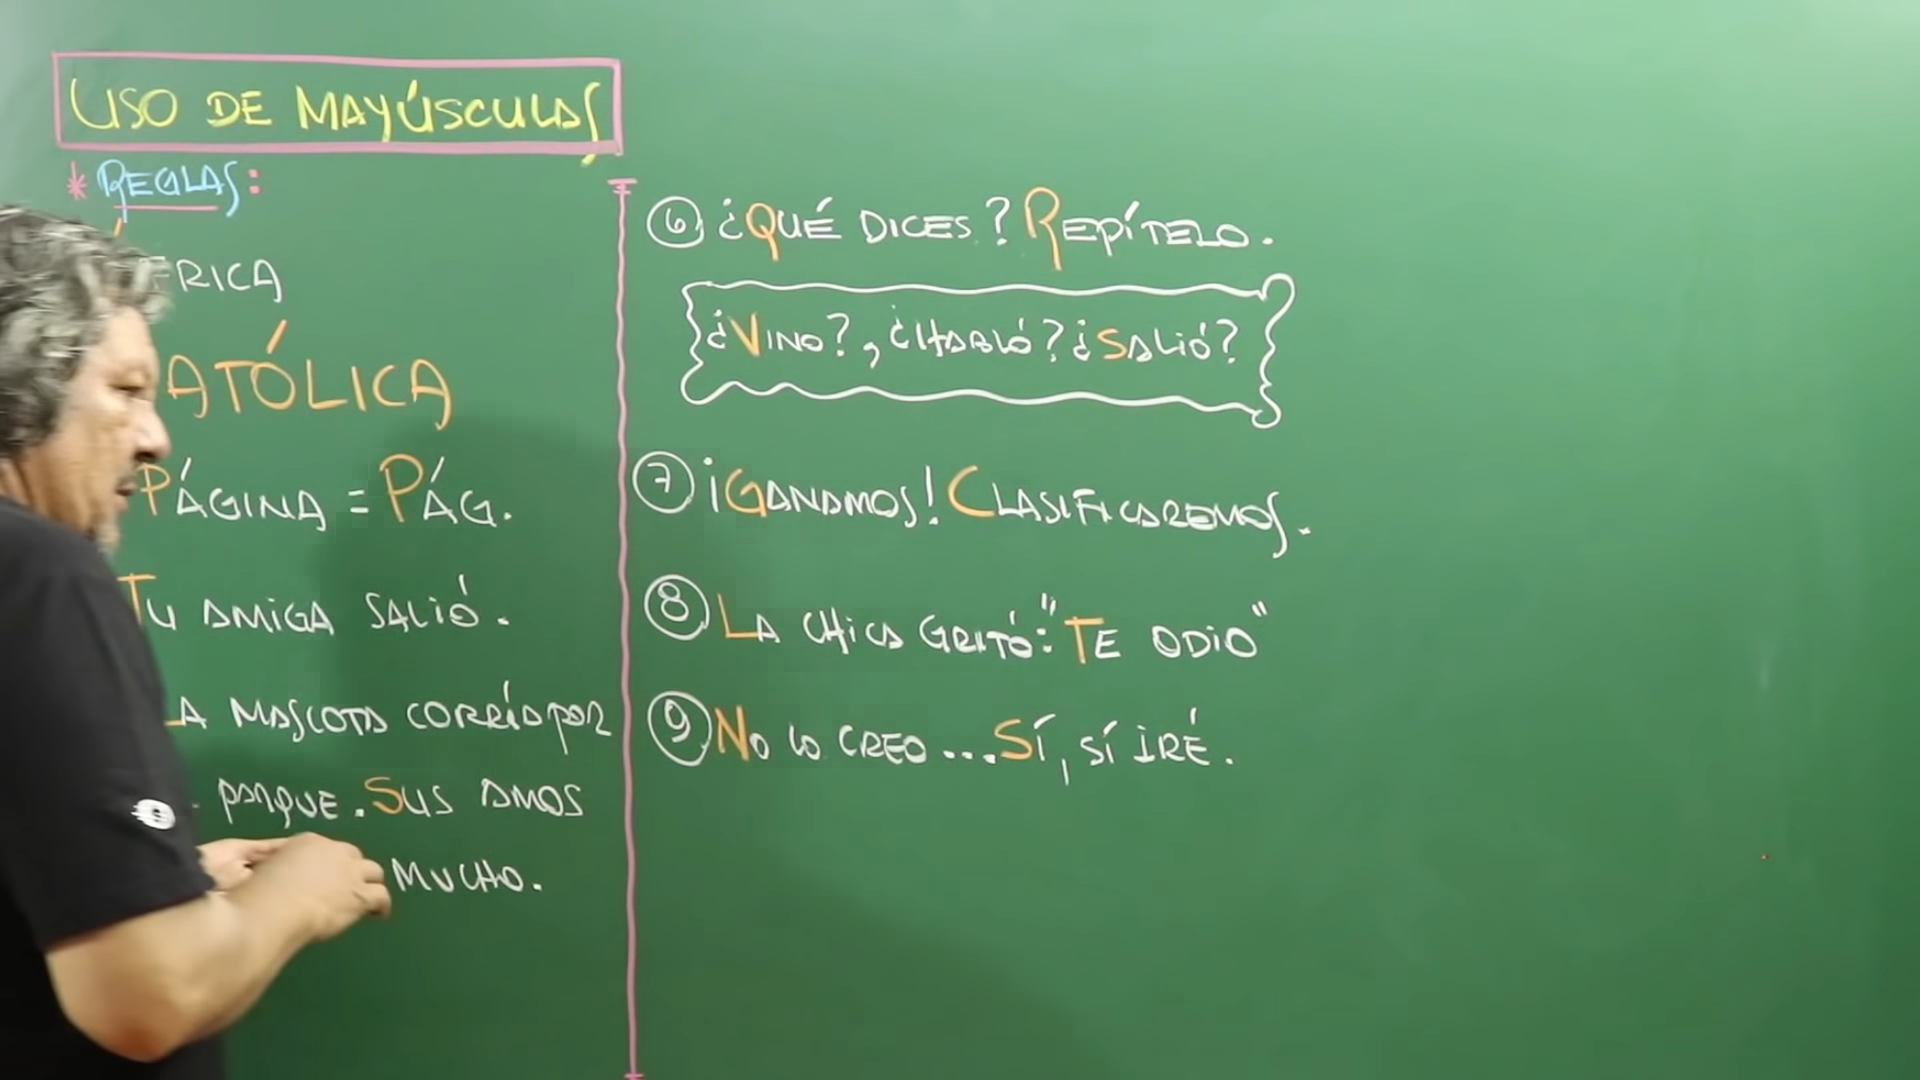 USO DE MAYÚSCULAS
* REGLAS:
FRICA
ATÓLICA
PÁGINA = PÁG.
TU AMIGA SALIÓ.
LA MASCOTA CORRÍA POR
PARQUE. SUS AMOS
MUCHO.
⑥ ¿QUÉ DICES? REPÍTELO.
¿VINO?, ¿HABLÓ? ¿SALIÓ?
⑦ ¡GANAMOS! CLASIFICAREMOS.
⑧ LA CHICA GRITÓ: "TE ODIO"
⑨ NO LO CREO... SÍ, SÍ IRÉ.